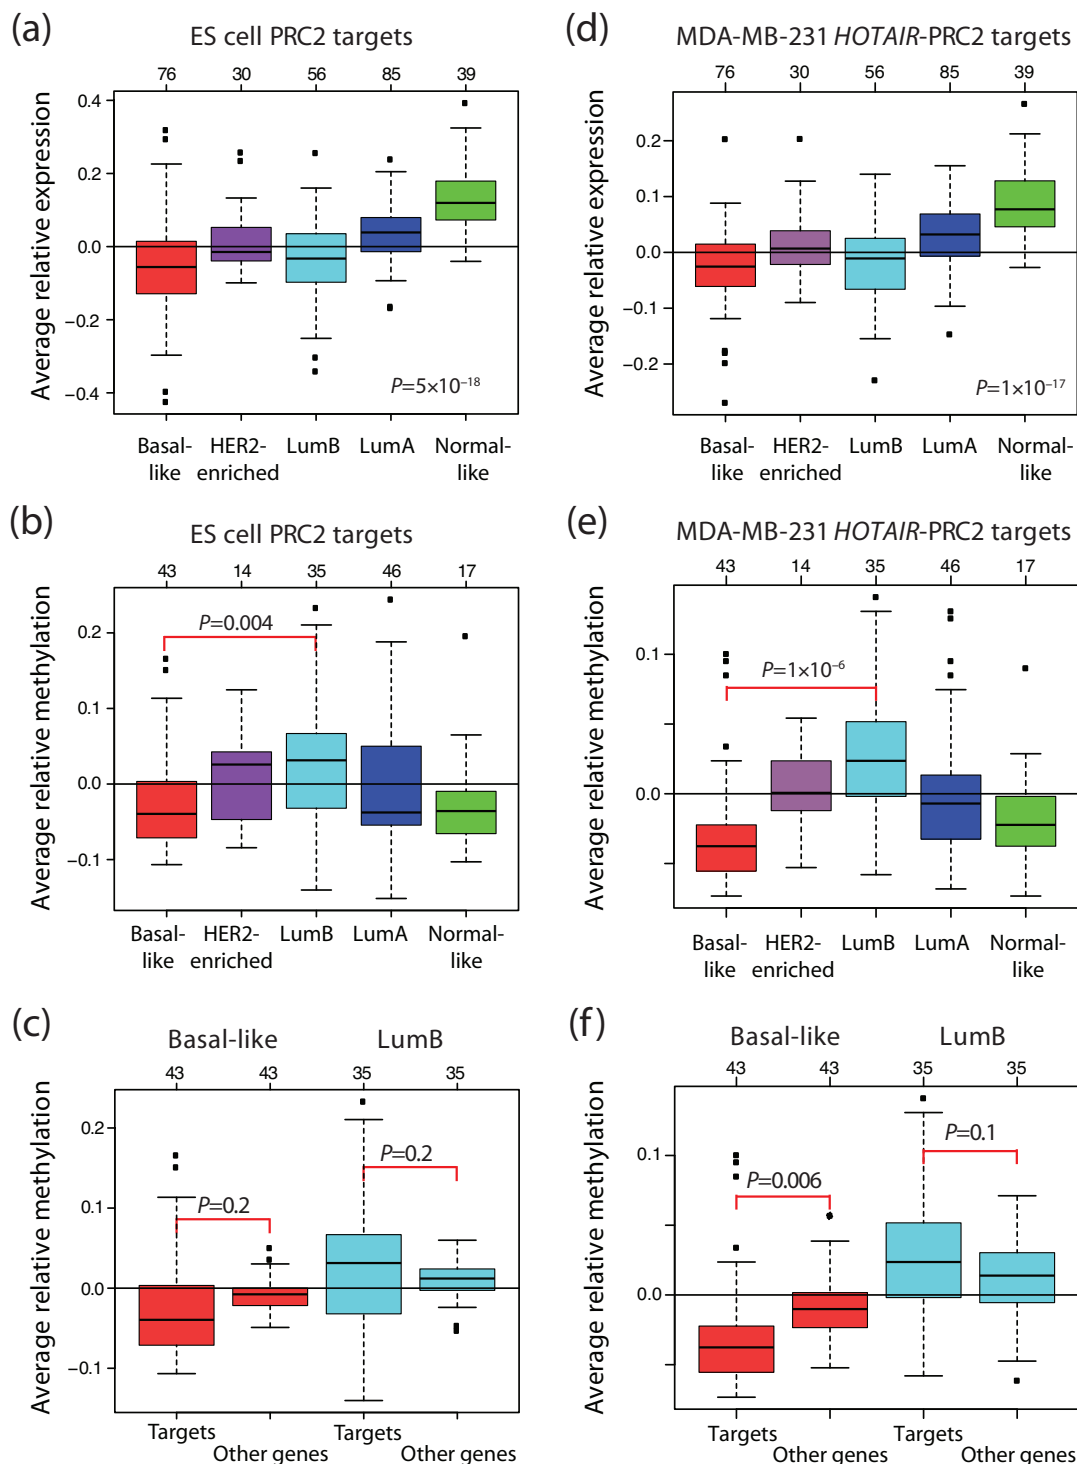 (a)
ES cell PRC2 targets
76 30 56 85 39
Average relative expression
0.4
0.2
0.0
−0.2
−0.4
P=5×10⁻¹⁸
Basal-like HER2-enriched LumB LumA Normal-like
(d)
MDA-MB-231 HOTAIR-PRC2 targets
76 30 56 85 39
Average relative expression
0.2
0.1
0.0
−0.1
−0.2
P=1×10⁻¹⁷
Basal-like HER2-enriched LumB LumA Normal-like
(b)
ES cell PRC2 targets
43 14 35 46 17
Average relative methylation
0.2
0.1
0.0
−0.1
P=0.004
Basal-like HER2-enriched LumB LumA Normal-like
(e)
MDA-MB-231 HOTAIR-PRC2 targets
43 14 35 46 17
Average relative methylation
0.1
0.0
P=1×10⁻⁶
Basal-like HER2-enriched LumB LumA Normal-like
(c)
Basal-like LumB
43 43 35 35
Average relative methylation
0.2
0.1
0.0
−0.1
P=0.2
P=0.2
Targets Other genes Targets Other genes
(f)
Basal-like LumB
43 43 35 35
Average relative methylation
0.1
0.0
P=0.006
P=0.1
Targets Other genes Targets Other genes